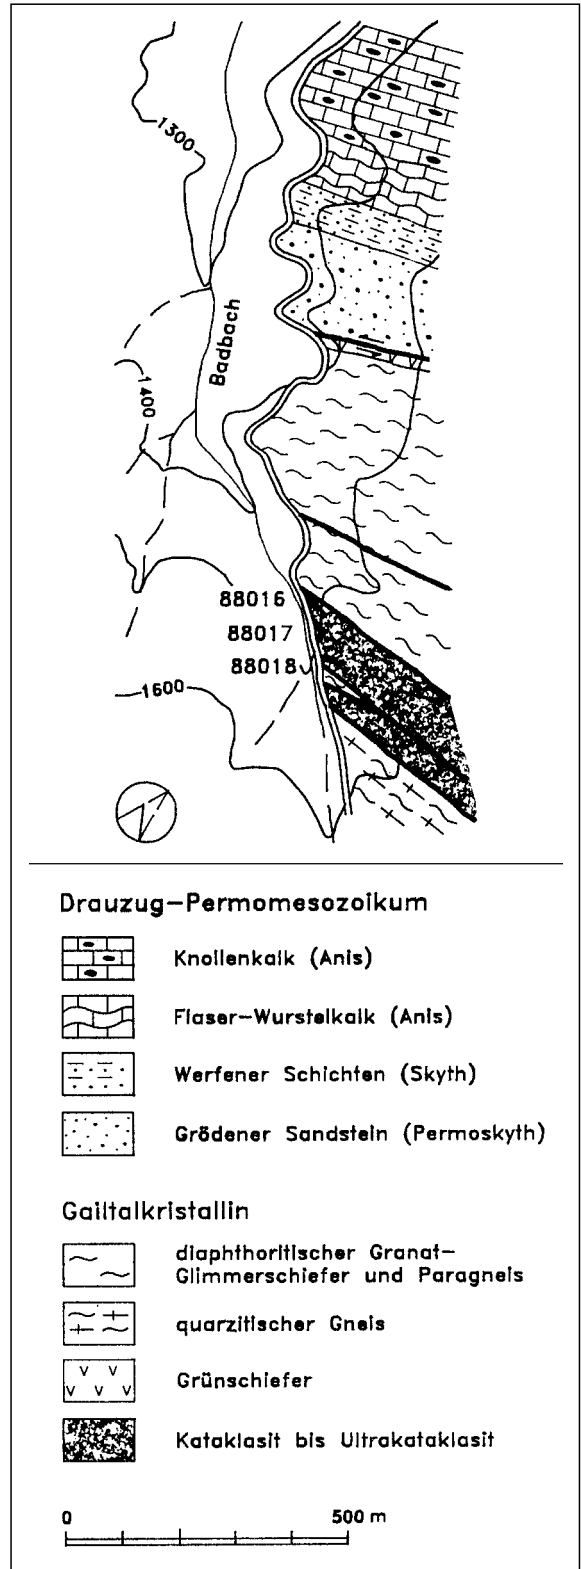 1300
Badbach
1400
88016
88017
88018
1600
Drauzug-Permomesozoikum
Knollenkalk (Anis)
Flaser-Wurstelkalk (Anis)
Werfener Schichten (Skyth)
Grödener Sandstein (Permoskyth)
Gailtalkristallin
diaphthoritischer Granat-
Glimmerschiefer und Paragneis
quarzitischer Gneis
Grünschiefer
Kataklasit bis Ultrakataklasit
0 500 m